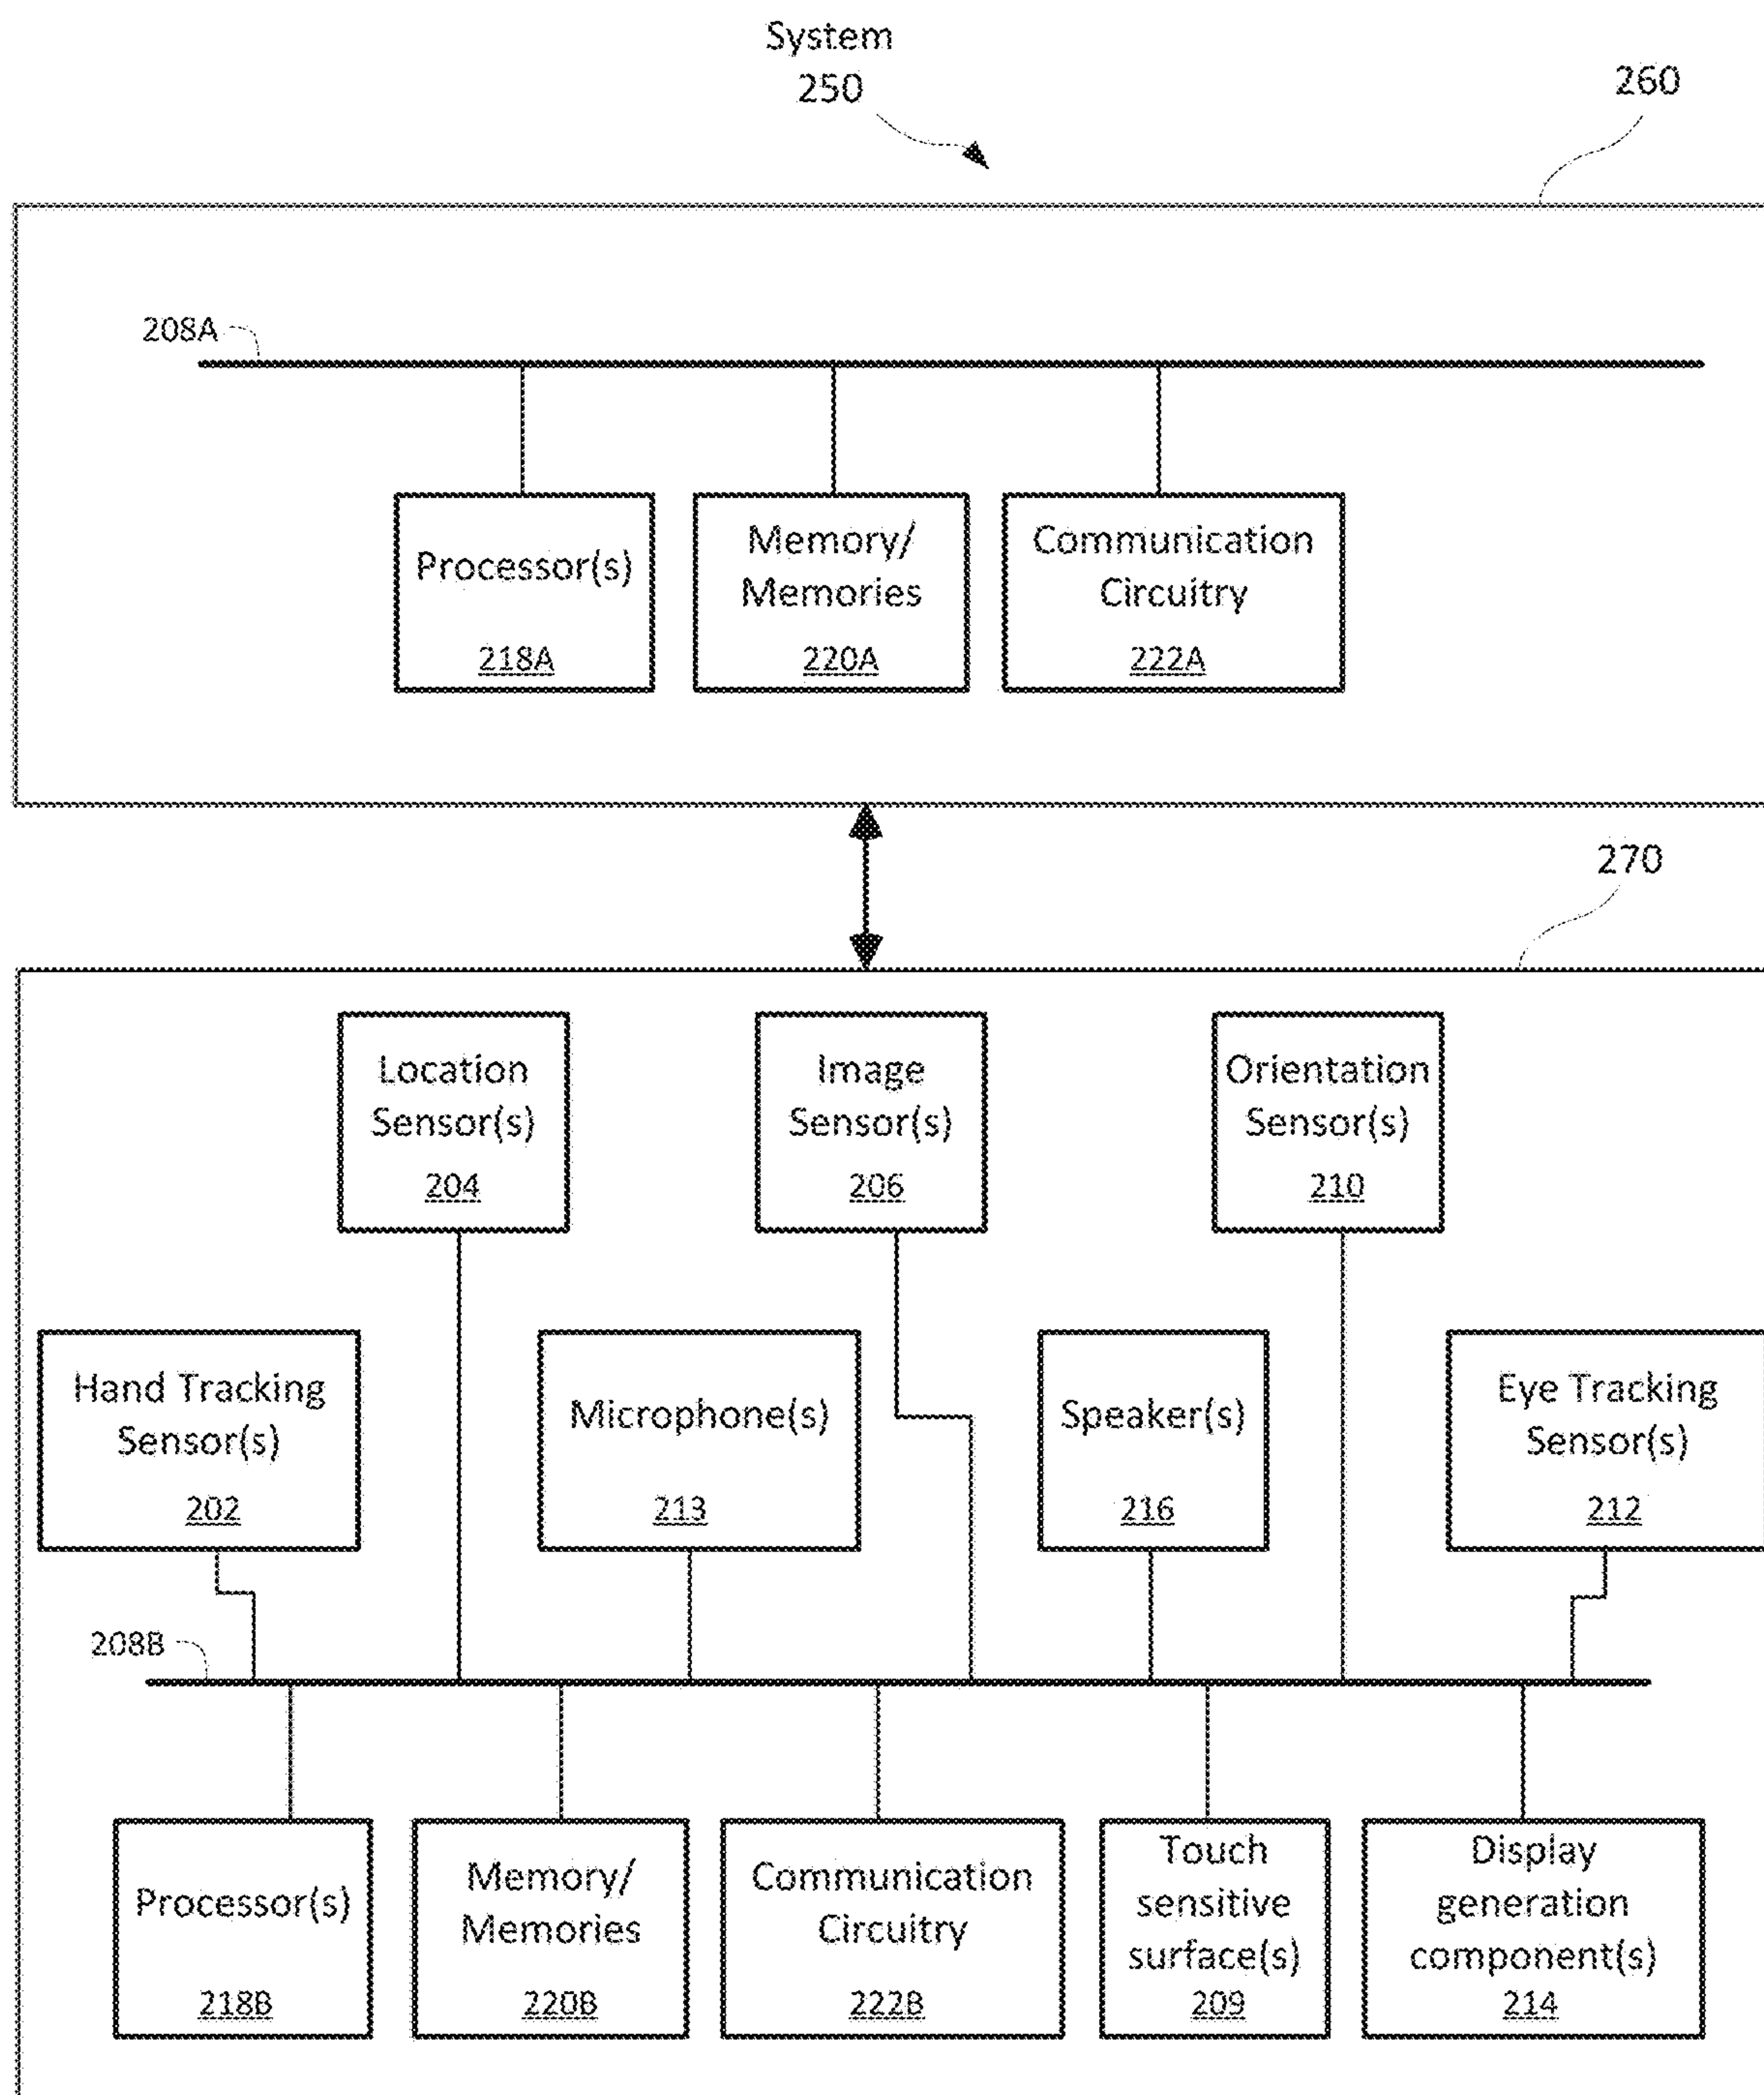 System
250
260
208A
Processor(s)
218A
Memory/
Memories
220A
Communication
Circuitry
222A
270
Location
Sensor(s)
204
Image
Sensor(s)
206
Orientation
Sensor(s)
210
Hand Tracking
Sensor(s)
202
Microphone(s)
213
Speaker(s)
216
Eye Tracking
Sensor(s)
212
208B
Processor(s)
218B
Memory/
Memories
220B
Communication
Circuitry
222B
Touch
sensitive
surface(s)
209
Display
generation
component(s)
214